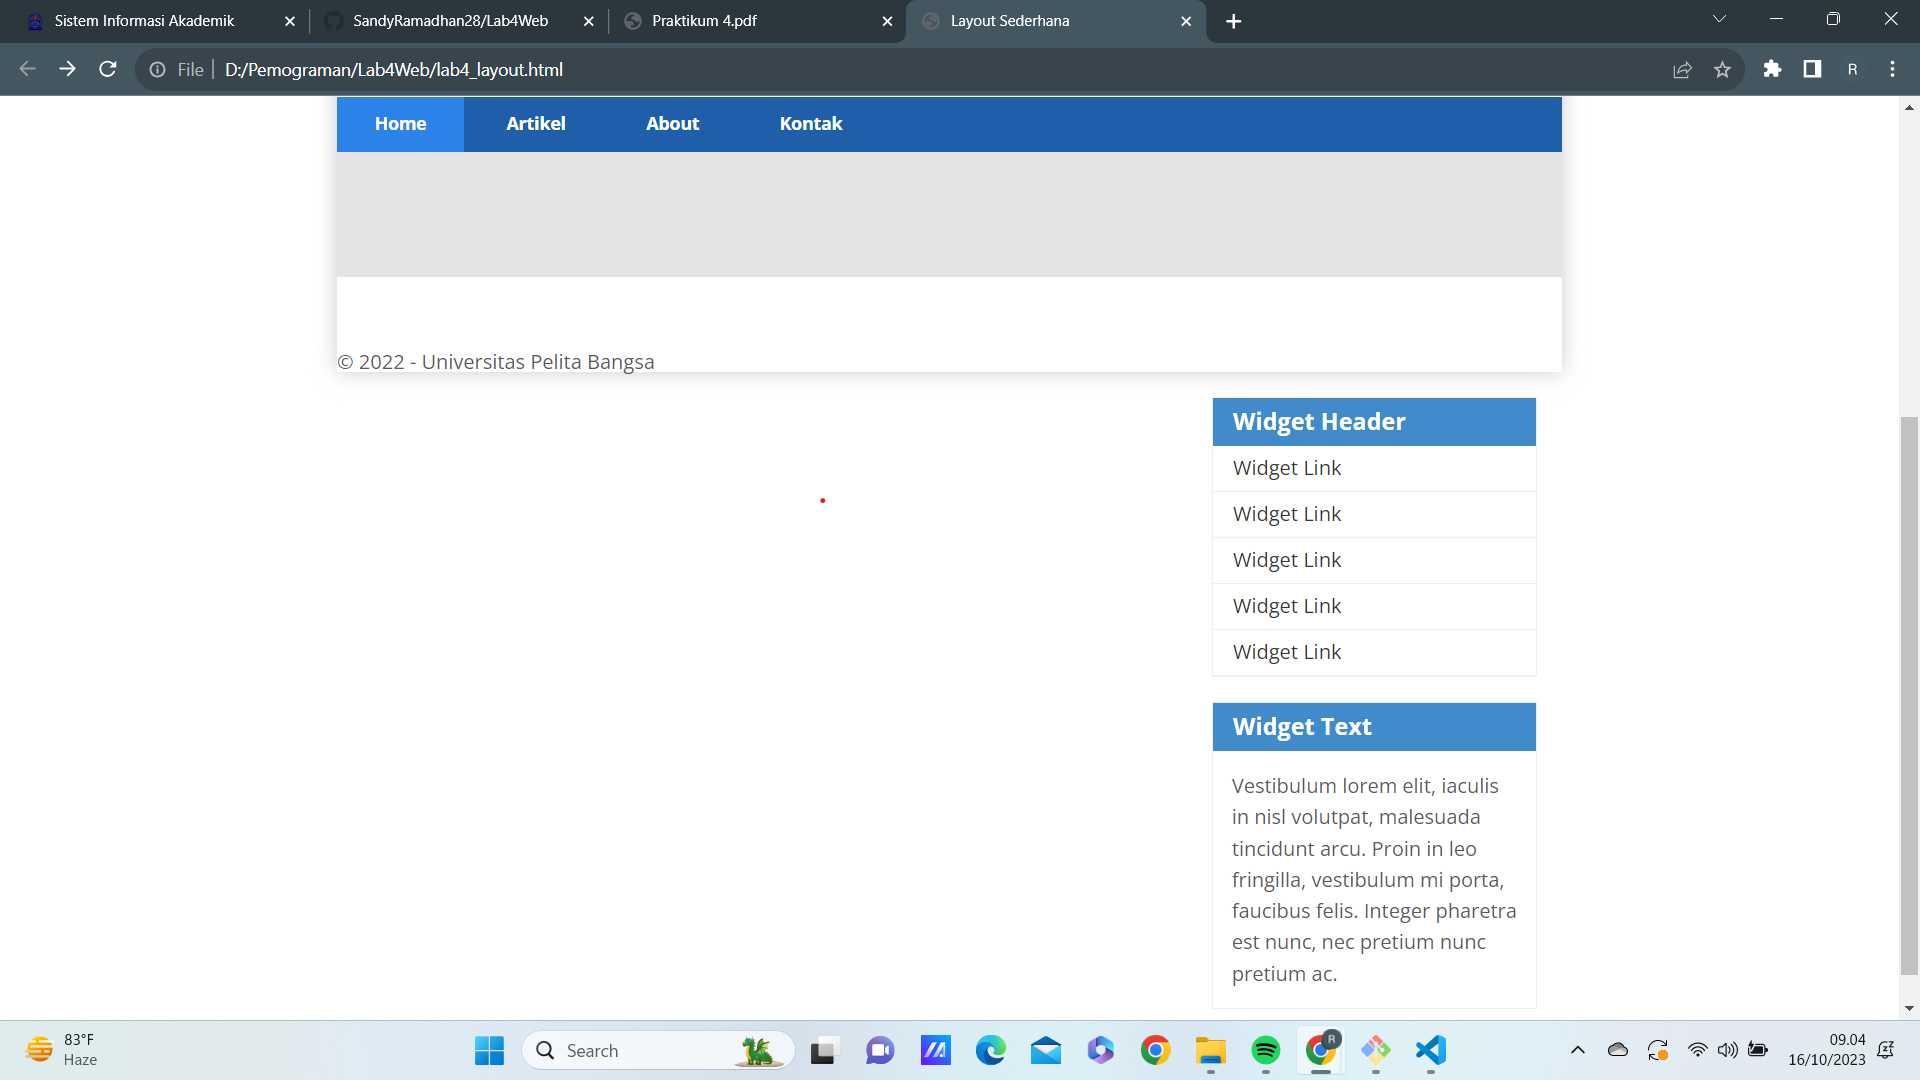 Sistem Informasi Akademik
SandyRamadhan28/Lab4Web
Praktikum 4.pdf
Layout Sederhana
File
D:/Pemograman/Lab4Web/lab4_layout.html
R
Home
Artikel
About
Kontak
© 2022 - Universitas Pelita Bangsa
Widget Header
Widget Link
Widget Link
Widget Link
Widget Link
Widget Link
Widget Text
Vestibulum lorem elit, iaculis
in nisl volutpat, malesuada
tincidunt arcu. Proin in leo
fringilla, vestibulum mi porta,
faucibus felis. Integer pharetra
est nunc, nec pretium nunc
pretium ac.
83°F
Haze
Search
R
09.04
16/10/2023